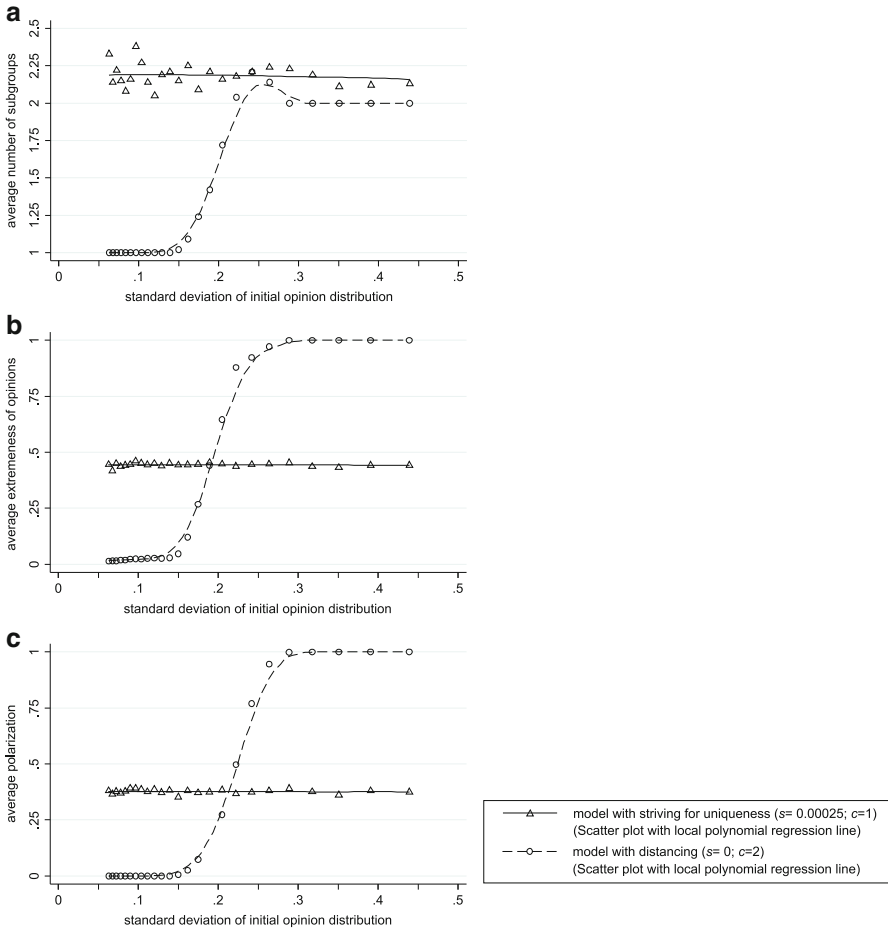 a
average number of subgroups
2.5
2.25
2
1.75
1.5
1.25
1
0 .1 .2 .3 .4 .5
standard deviation of initial opinion distribution
b
average extremeness of opinions
1
.75
.5
.25
0
0 .1 .2 .3 .4 .5
standard deviation of initial opinion distribution
c
average polarization
1
.75
.5
.25
0
0 .1 .2 .3 .4 .5
standard deviation of initial opinion distribution
model with striving for uniqueness (s= 0.00025; c=1)
(Scatter plot with local polynomial regression line)
model with distancing (s= 0; c=2)
(Scatter plot with local polynomial regression line)